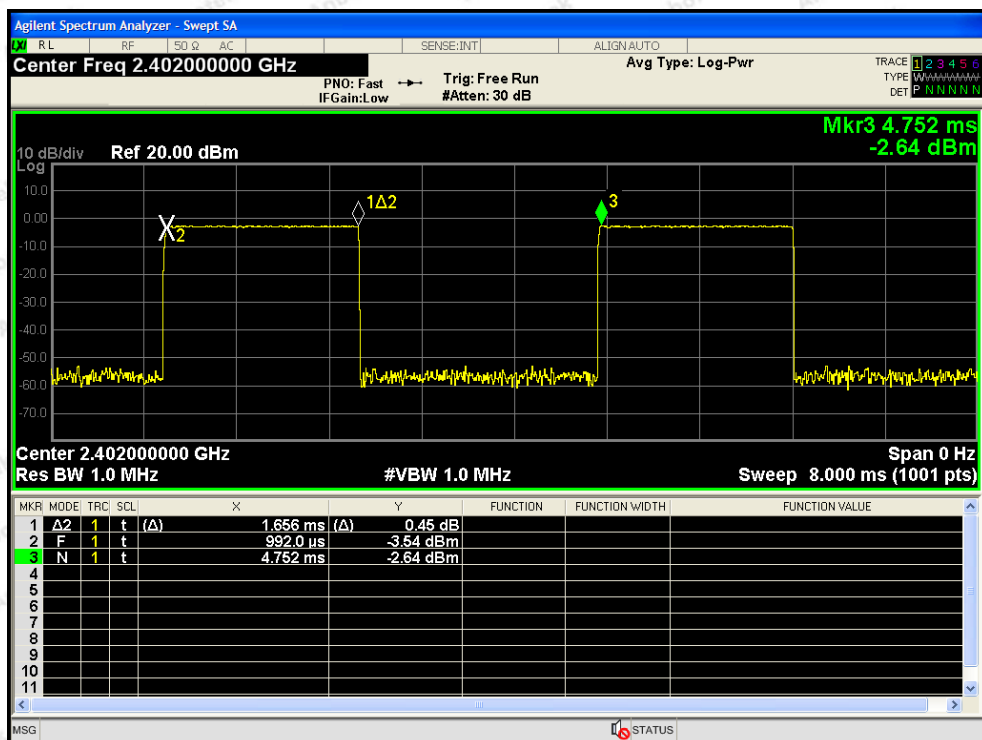 Agilent Spectrum Analyzer - Swept SA
LXI RL RF 50 Ω AC SENSE:INT ALIGN AUTO
Center Freq 2.402000000 GHz Avg Type: Log-Pwr TRACE 1 2 3 4 5 6
PNO: Fast Trig: Free Run TYPE
IFGain:Low #Atten: 30 dB DET P N N N N N
Mkr3 4.752 ms
10 dB/div Ref 20.00 dBm -2.64 dBm
Log
10.0
1Δ2 3
0.00
2
-10.0
-20.0
-30.0
-40.0
-50.0
-60.0
-70.0
Center 2.402000000 GHz Span 0 Hz
Res BW 1.0 MHz #VBW 1.0 MHz Sweep 8.000 ms (1001 pts)
MKR MODE TRC SCL X Y FUNCTION FUNCTION WIDTH FUNCTION VALUE
1 Δ2 1 t (Δ) 1.656 ms (Δ) 0.45 dB
2 F 1 t 992.0 µs -3.54 dBm
3 N 1 t 4.752 ms -2.64 dBm
4
5
6
7
8
9
10
11
MSG STATUS